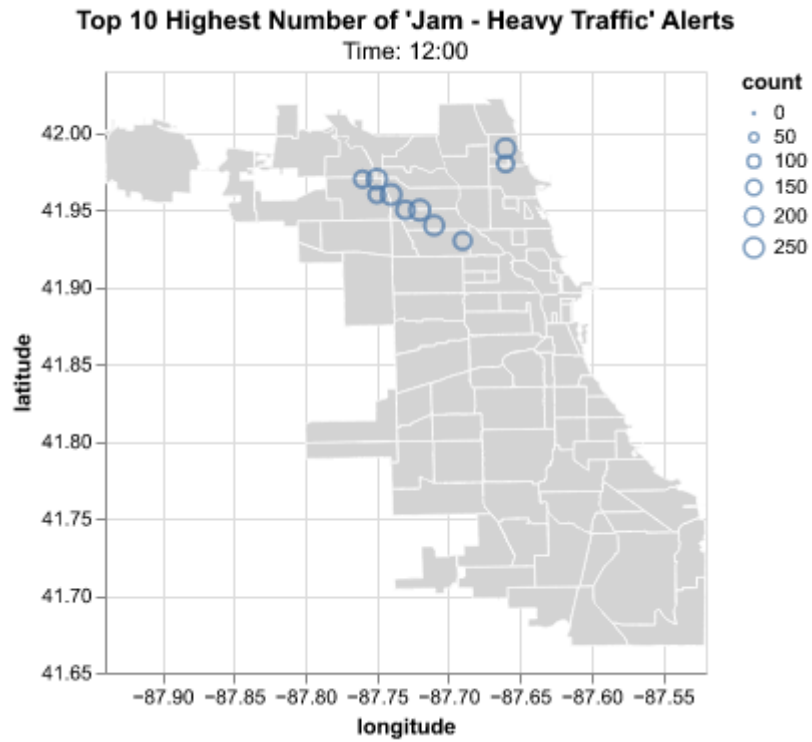 Top 10 Highest Number of 'Jam - Heavy Traffic' Alerts
Time: 12:00
count
0
50
100
150
200
250
42.00
41.95
41.90
41.85
41.80
41.75
41.70
41.65
latitude
−87.90 −87.85 −87.80 −87.75 −87.70 −87.65 −87.60 −87.55
longitude